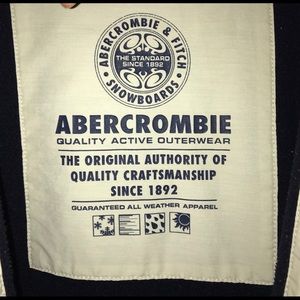 ABERCROMBIE & FITCH
THE STANDARD
SINCE 1892
SNOWBOARDS
ABERCROMBIE
QUALITY ACTIVE OUTERWEAR
THE ORIGINAL AUTHORITY OF
QUALITY CRAFTSMANSHIP
SINCE 1892
GUARANTEED ALL WEATHER APPAREL